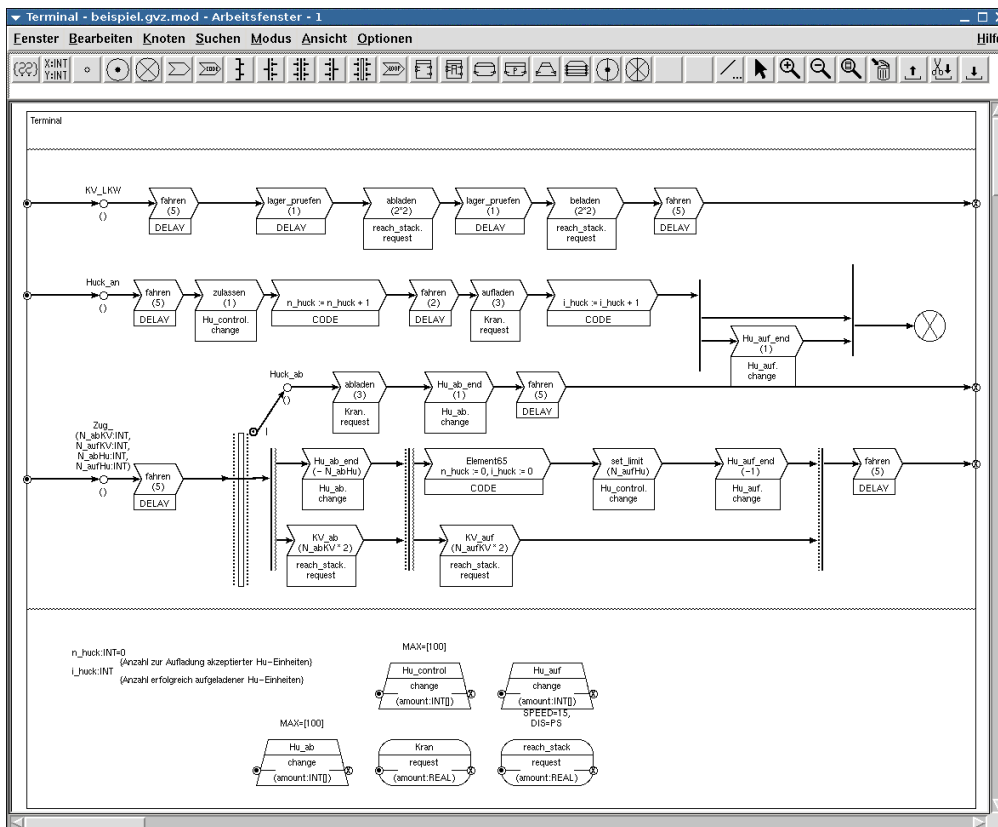 Terminal - beispiel.gvz.mod - Arbeitsfenster - 1
Fenster Bearbeiten Knoten Suchen Modus Ansicht Optionen Hilfe
X:INT
Y:INT
Terminal
KV_LKW
()
fahren
(5)
DELAY
lager_pruefen
(1)
DELAY
abladen
(2*2)
reach_stack.
request
lager_pruefen
(1)
DELAY
beladen
(2*2)
reach_stack.
request
fahren
(5)
DELAY
Huck_an
()
fahren
(5)
DELAY
zulassen
(1)
Hu_control.
change
n_huck := n_huck + 1
CODE
fahren
(2)
DELAY
aufladen
(3)
Kran.
request
i_huck := i_huck + 1
CODE
Hu_auf_end
(1)
Hu_auf.
change
Huck_ab
()
abladen
(3)
Kran.
request
Hu_ab_end
(1)
Hu_ab.
change
fahren
(5)
DELAY
Zug_
(N_abKV:INT,
N_aufKV:INT,
N_abHu:INT,
N_aufHu:INT)
()
fahren
(5)
DELAY
Hu_ab_end
(- N_abHu)
Hu_ab.
change
Element65
n_huck := 0, i_huck := 0
CODE
set_limit
(N_aufHu)
Hu_control.
change
Hu_auf_end
(-1)
Hu_auf.
change
fahren
(5)
DELAY
KV_ab
(N_abKV * 2)
reach_stack.
request
KV_auf
(N_aufKV * 2)
reach_stack.
request
n_huck:INT=0
(Anzahl zur Aufladung akzeptierter Hu-Einheiten)
i_huck:INT
(Anzahl erfolgreich aufgeladener Hu-Einheiten)
MAX=[100]
Hu_control
change
(amount:INT[])
Hu_auf
change
(amount:INT[])
MAX=[100]
Hu_ab
change
(amount:INT[])
Kran
request
(amount:REAL)
SPEED=15,
DIS=PS
reach_stack
request
(amount:REAL)